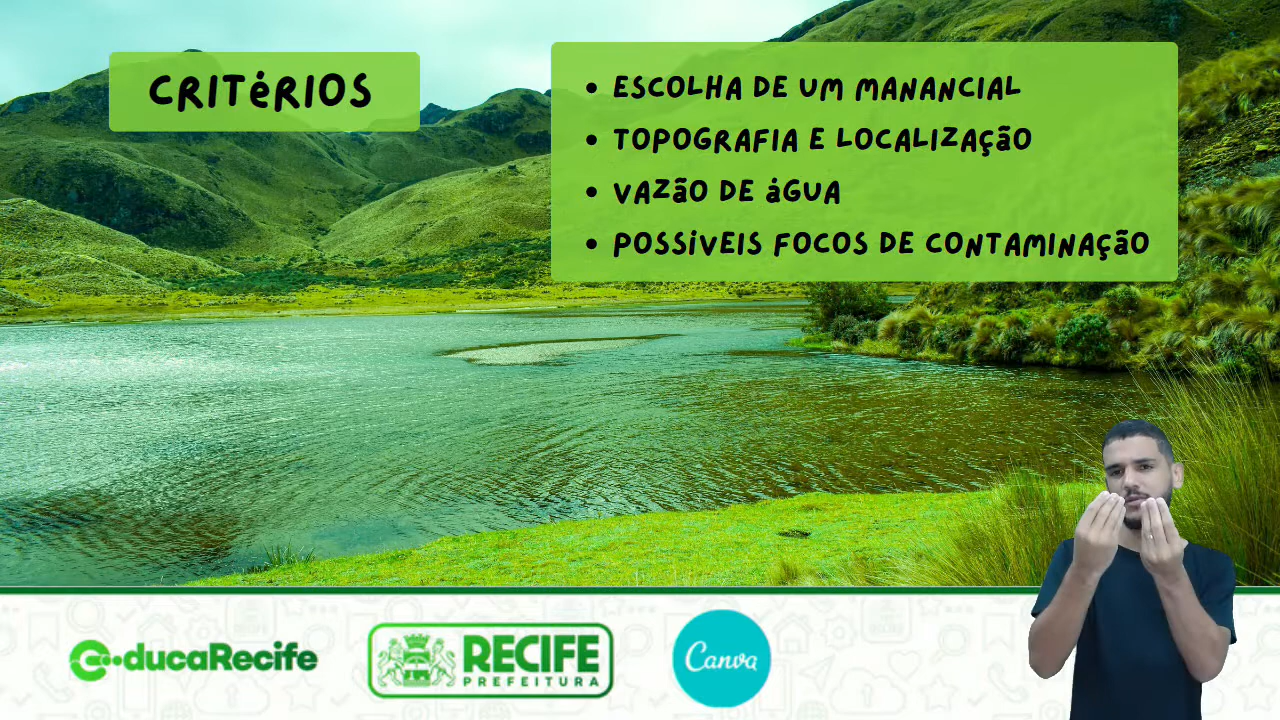 CRITÉRIOS
• ESCOLHA DE UM MANANCIAL
• TOPOGRAFIA E LOCALIZAÇÃO
• VAZÃO DE ÁGUA
• POSSÍVEIS FOCOS DE CONTAMINAÇÃO
educaRecife
RECIFE
PREFEITURA
Canva